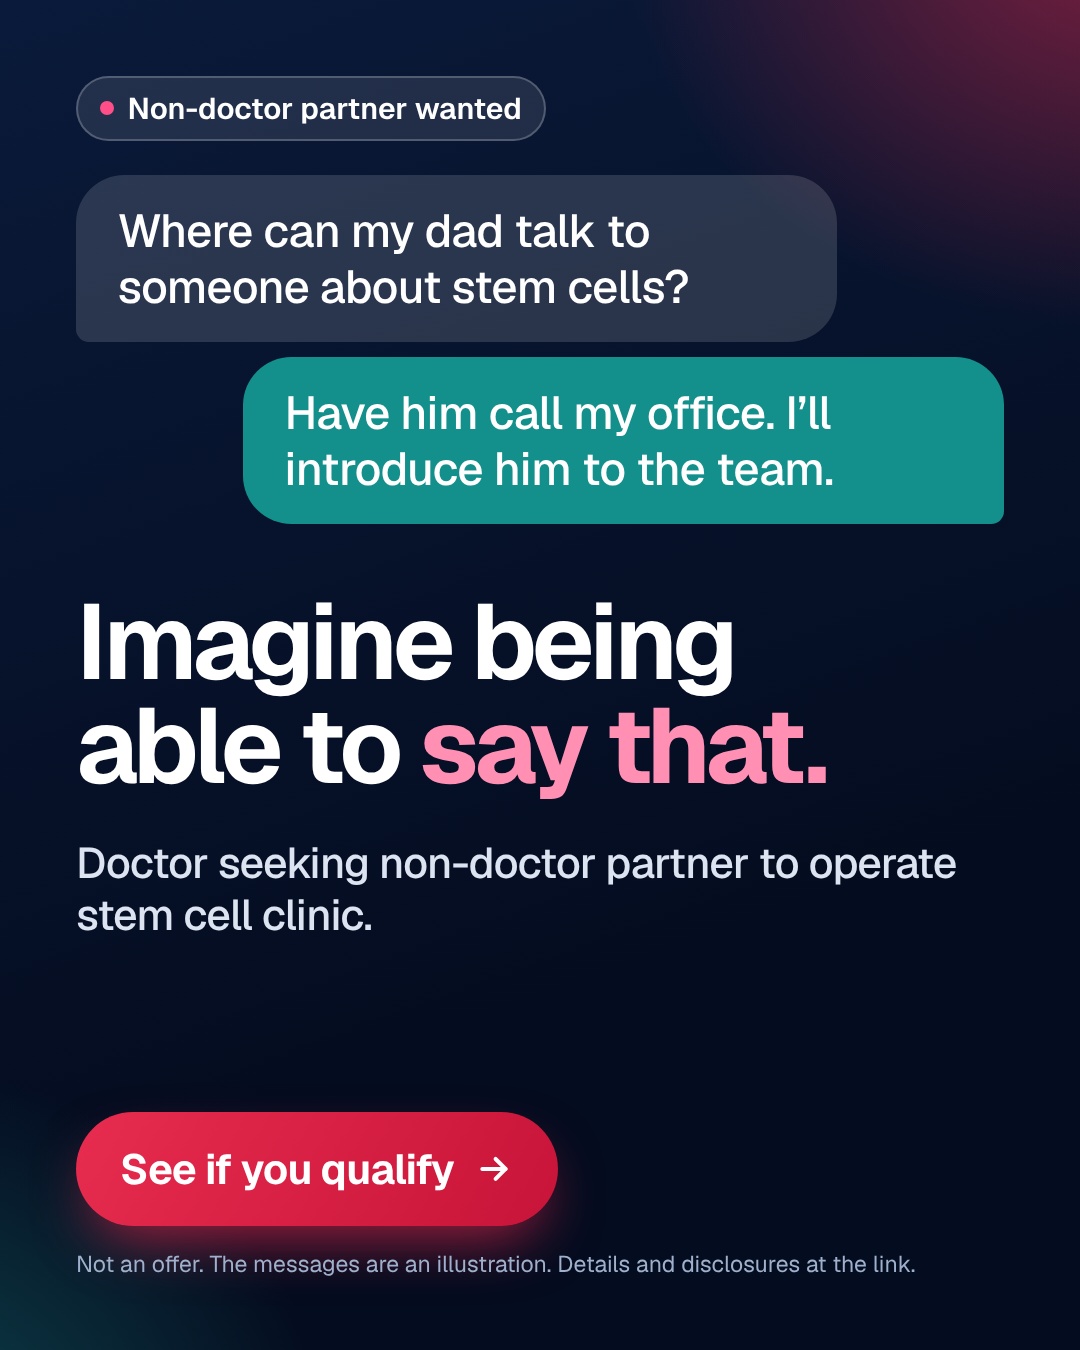 Non-doctor partner wanted
Where can my dad talk to
someone about stem cells?
Have him call my office. I’ll
introduce him to the team.
Imagine being
able to say that.
Doctor seeking non-doctor partner to operate
stem cell clinic.
See if you qualify →
Not an offer. The messages are an illustration. Details and disclosures at the link.